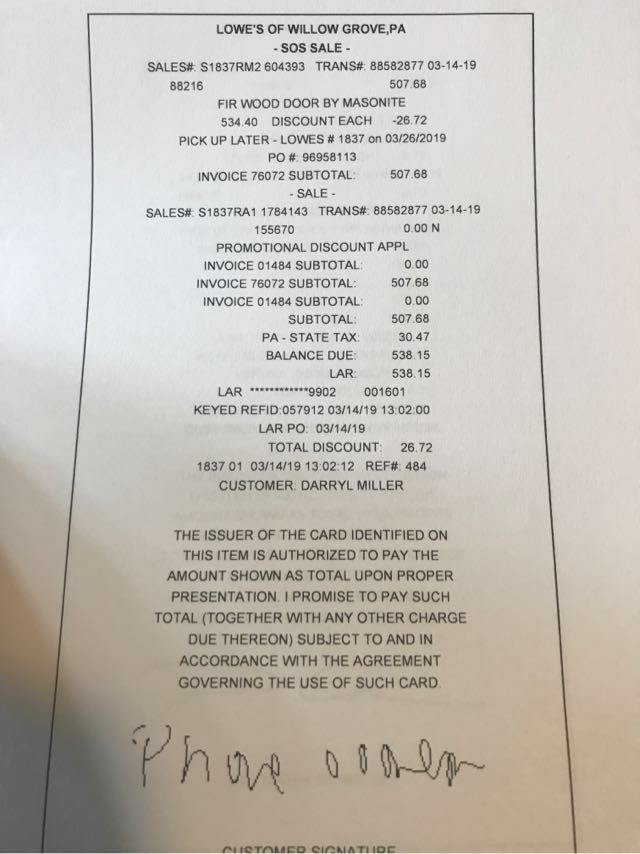 LOWE'S OF WILLOW GROVE,PA
- SOS SALE -
SALES#: S1837RM2 604393 TRANS#: 88582877 03-14-19
88216 507.68
FIR WOOD DOOR BY MASONITE
534.40 DISCOUNT EACH -26.72
PICK UP LATER - LOWES # 1837 on 03/26/2019
PO #: 96958113
INVOICE 76072 SUBTOTAL: 507.68
- SALE -
SALES#: S1837RA1 1784143 TRANS#: 88582877 03-14-19
155670 0.00 N
PROMOTIONAL DISCOUNT APPL
INVOICE 01484 SUBTOTAL: 0.00
INVOICE 76072 SUBTOTAL: 507.68
INVOICE 01484 SUBTOTAL: 0.00
SUBTOTAL: 507.68
PA - STATE TAX: 30.47
BALANCE DUE: 538.15
LAR: 538.15
LAR ************9902 001601
KEYED REFID:057912 03/14/19 13:02:00
LAR PO: 03/14/19
TOTAL DISCOUNT: 26.72
1837 01 03/14/19 13:02:12 REF#: 484
CUSTOMER: DARRYL MILLER
THE ISSUER OF THE CARD IDENTIFIED ON
THIS ITEM IS AUTHORIZED TO PAY THE
AMOUNT SHOWN AS TOTAL UPON PROPER
PRESENTATION. I PROMISE TO PAY SUCH
TOTAL (TOGETHER WITH ANY OTHER CHARGE
DUE THEREON) SUBJECT TO AND IN
ACCORDANCE WITH THE AGREEMENT
GOVERNING THE USE OF SUCH CARD.
Phone
CUSTOMER SIGNATURE